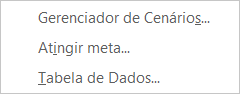 Gerenciador de Cenários...
Atingir meta...
Tabela de Dados...